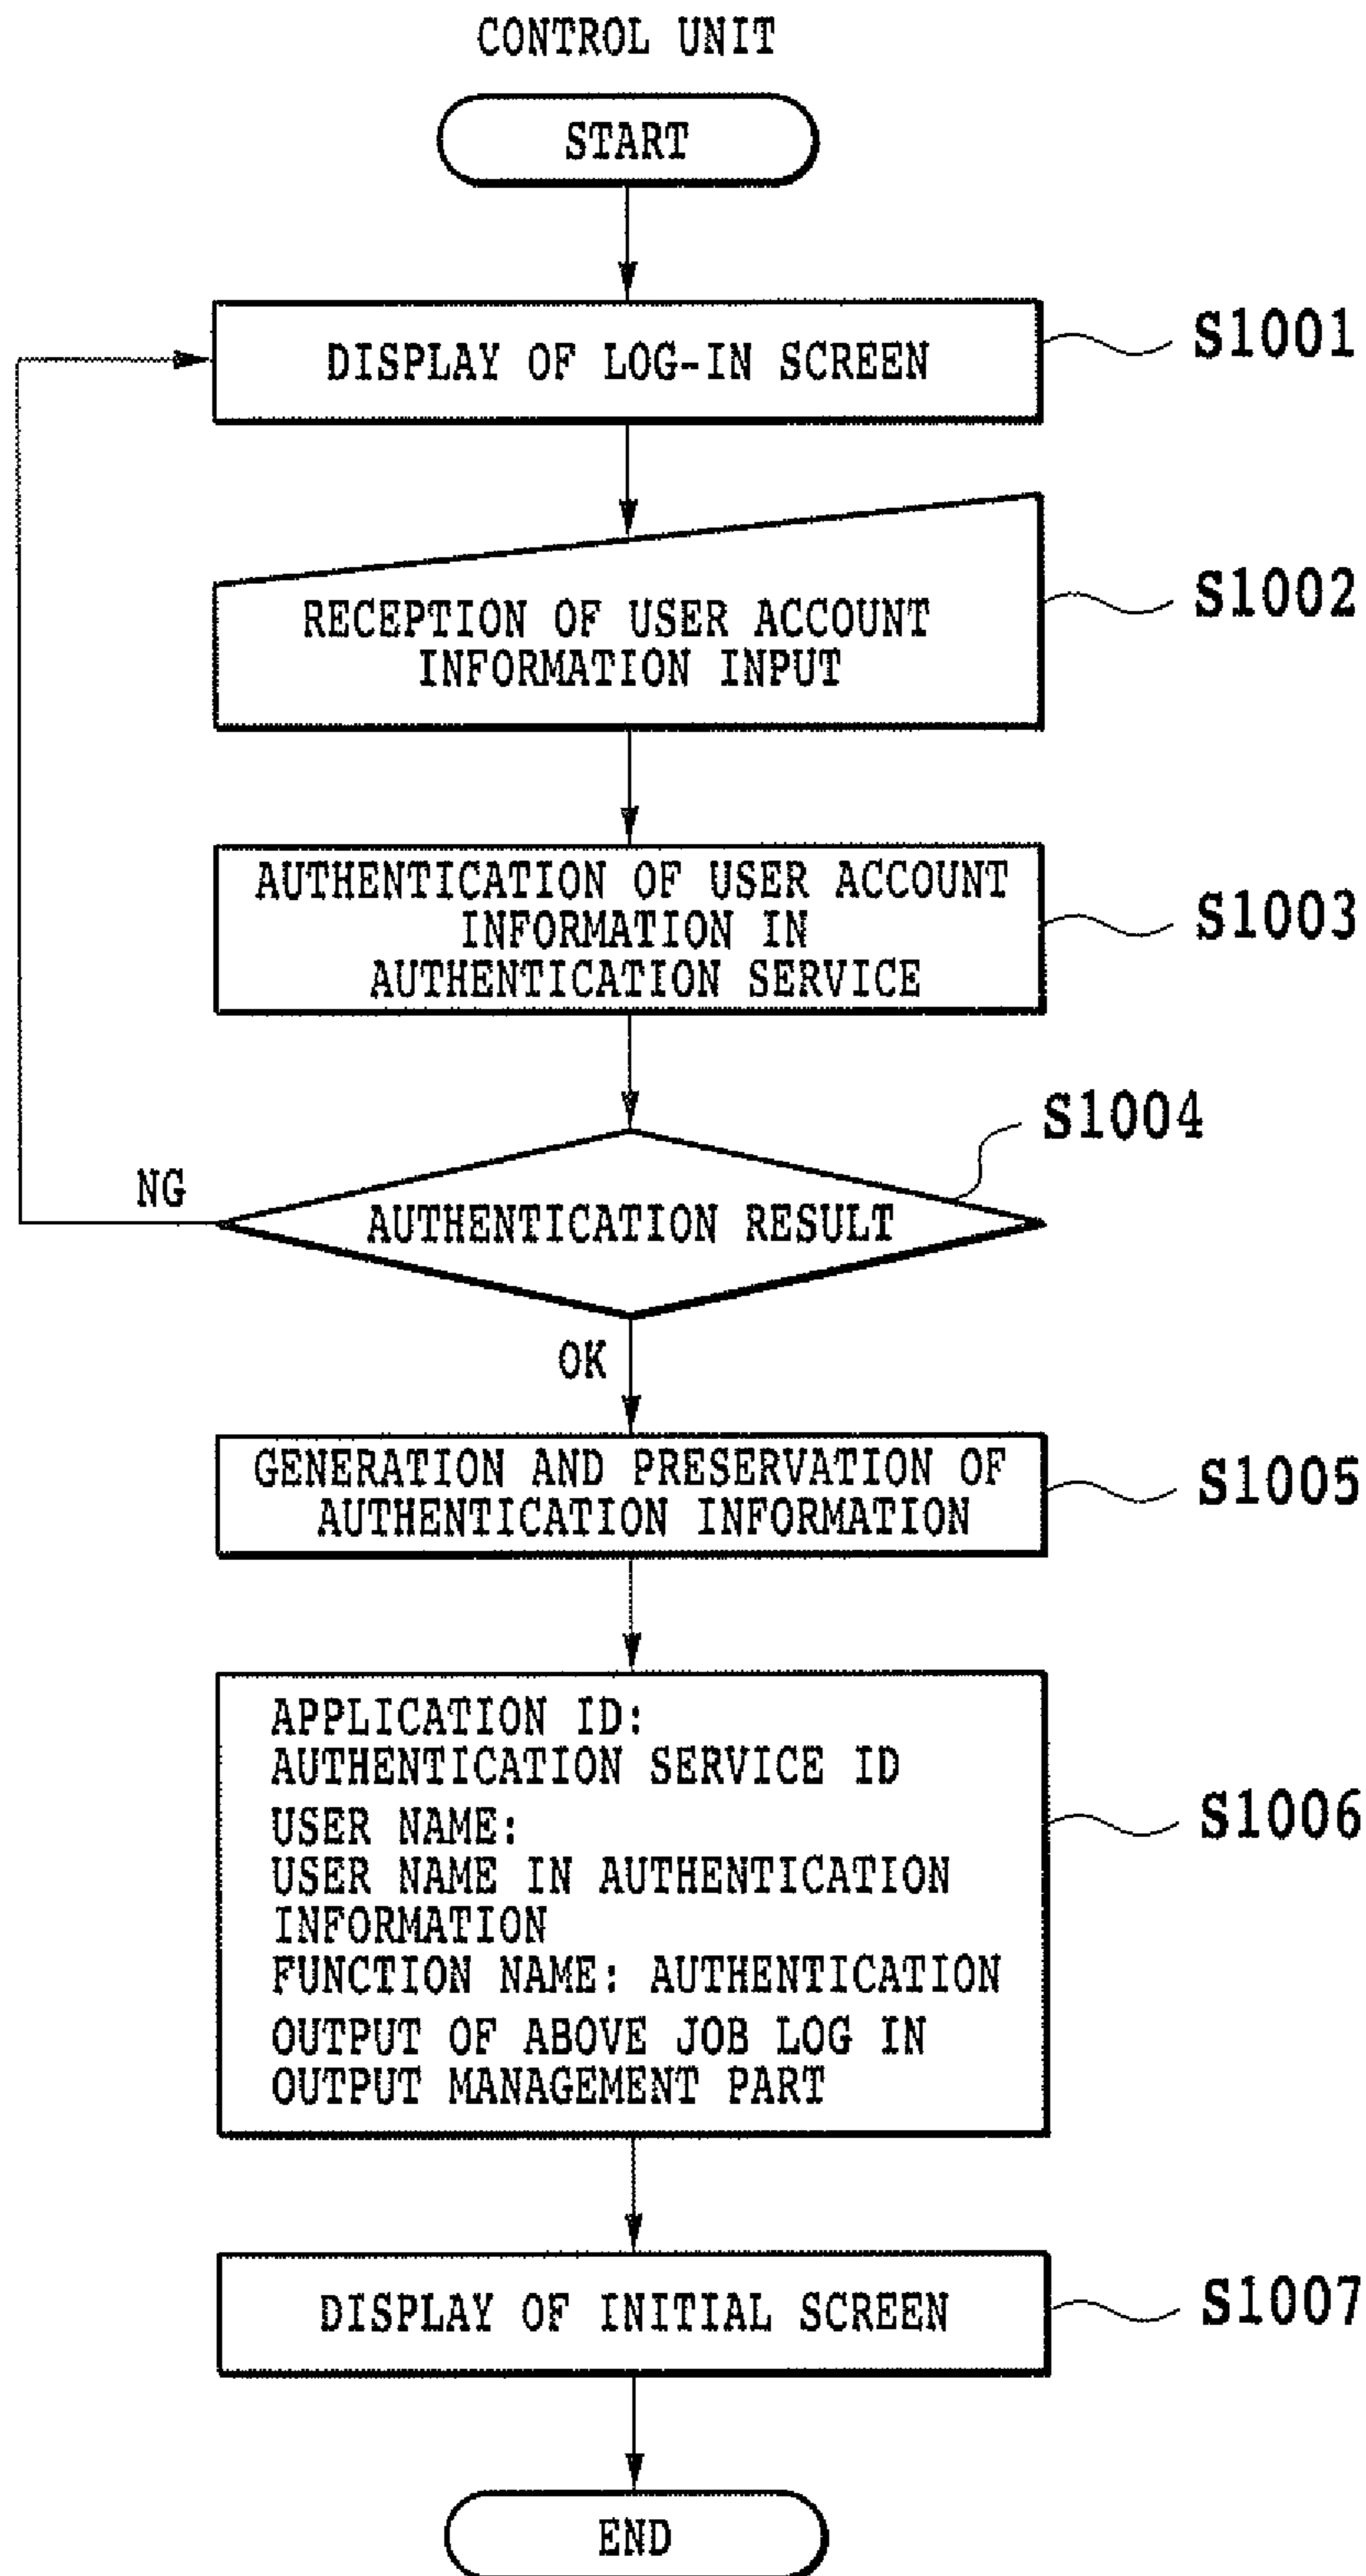 CONTROL UNIT
START
DISPLAY OF LOG-IN SCREEN
S1001
RECEPTION OF USER ACCOUNT
INFORMATION INPUT
S1002
AUTHENTICATION OF USER ACCOUNT
INFORMATION IN
AUTHENTICATION SERVICE
S1003
S1004
NG
AUTHENTICATION RESULT
OK
GENERATION AND PRESERVATION OF
AUTHENTICATION INFORMATION
S1005
APPLICATION ID:
AUTHENTICATION SERVICE ID
USER NAME:
USER NAME IN AUTHENTICATION
INFORMATION
FUNCTION NAME: AUTHENTICATION
OUTPUT OF ABOVE JOB LOG IN
OUTPUT MANAGEMENT PART
S1006
DISPLAY OF INITIAL SCREEN
S1007
END